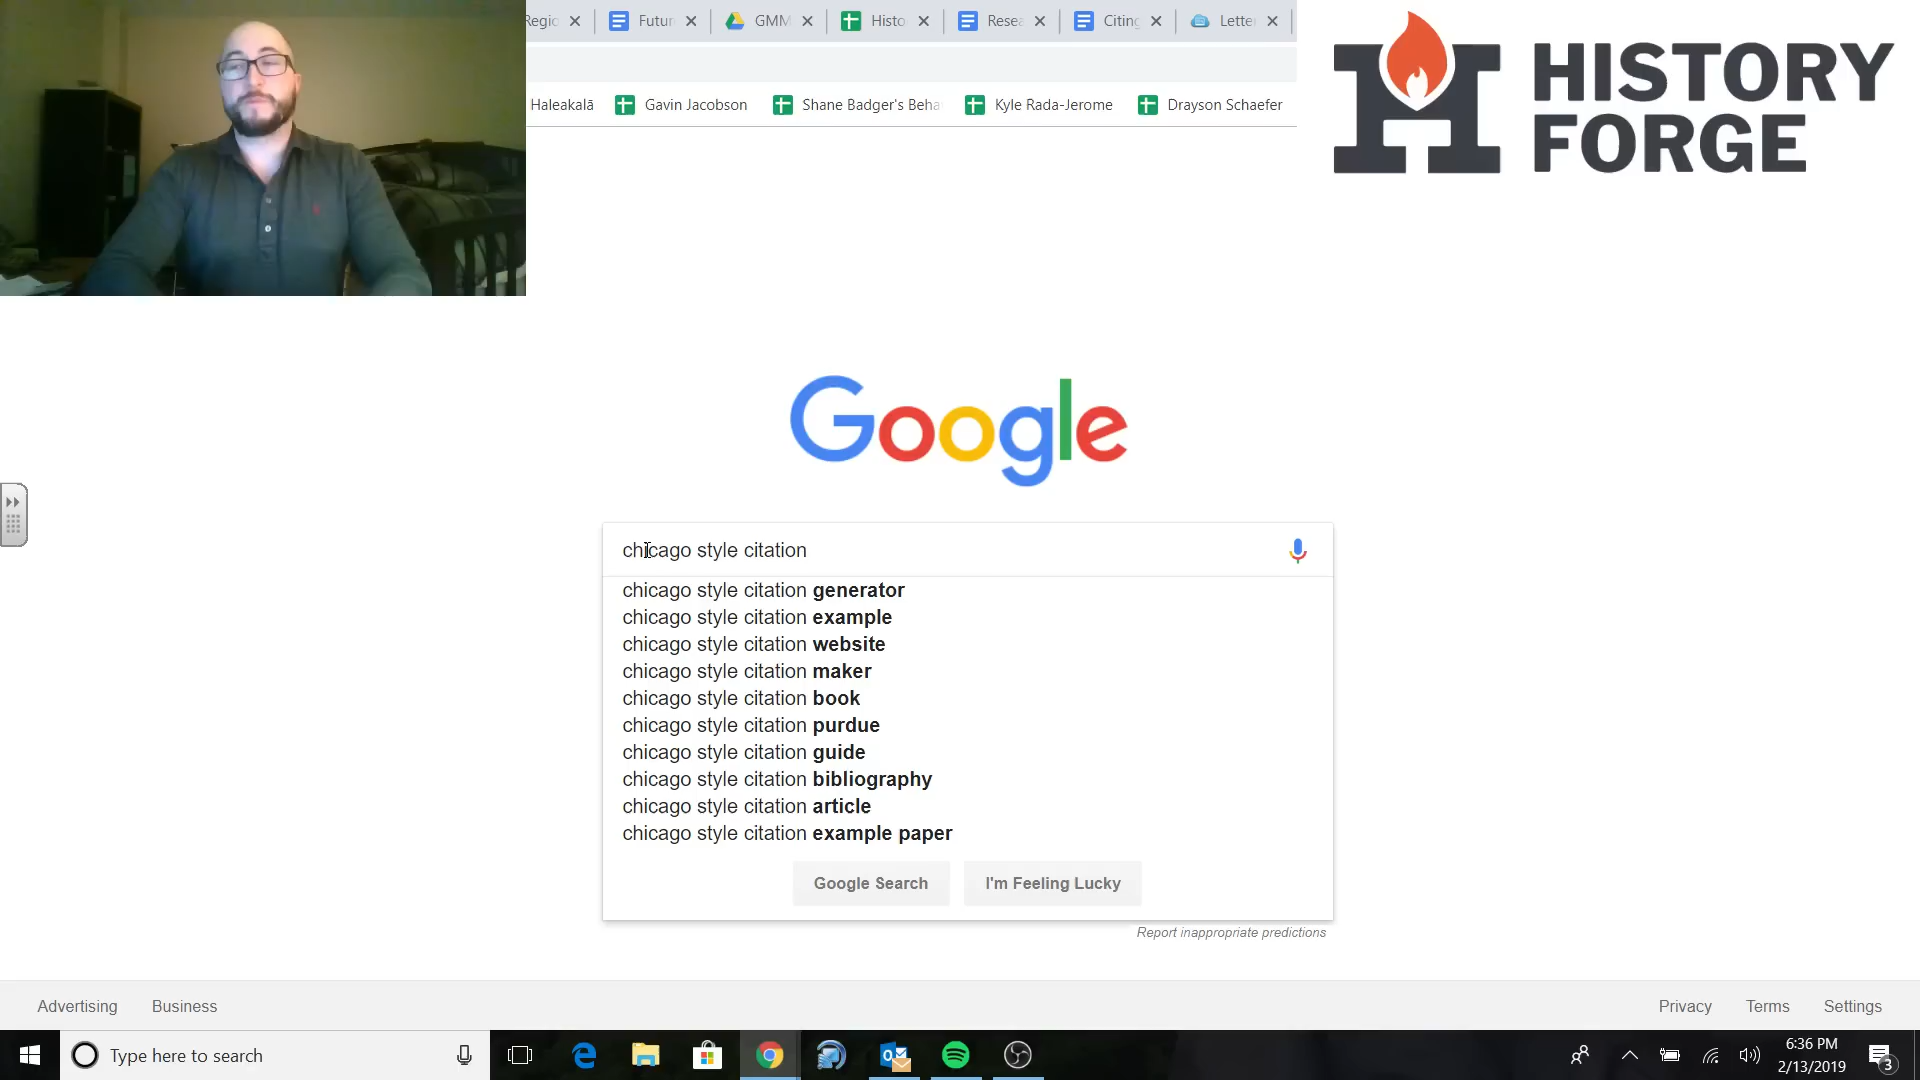 Regio
Futur
GMM
Histo
Resea
Citing
Letter
HISTORY
FORGE
Haleakalā
Gavin Jacobson
Shane Badger's Beha
Kyle Rada-Jerome
Drayson Schaefer
Google
chicago style citation
chicago style citation generator
chicago style citation example
chicago style citation website
chicago style citation maker
chicago style citation book
chicago style citation purdue
chicago style citation guide
chicago style citation bibliography
chicago style citation article
chicago style citation example paper
Google Search
I'm Feeling Lucky
Report inappropriate predictions
Advertising
Business
Privacy
Terms
Settings
Type here to search
6:36 PM
2/13/2019
3